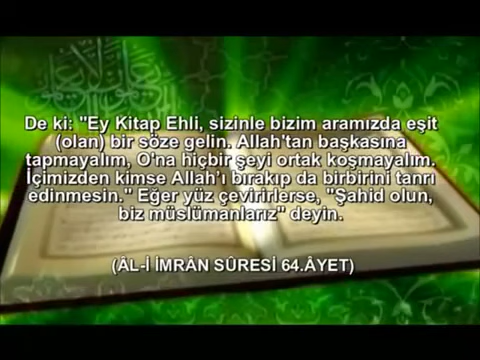 De ki: "Ey Kitap Ehli, sizinle bizim aramızda eşit
(olan) bir söze gelin. Allah'tan başkasına
tapmayalım, O'na hiçbir şeyi ortak koşmayalım.
İçimizden kimse Allah'ı bırakıp da birbirini tanrı
edinmesin." Eğer yüz çevirirlerse, "Şahid olun,
biz müslümanlarız" deyin.
(ÂL-İ İMRÂN SÛRESİ 64.ÂYET)